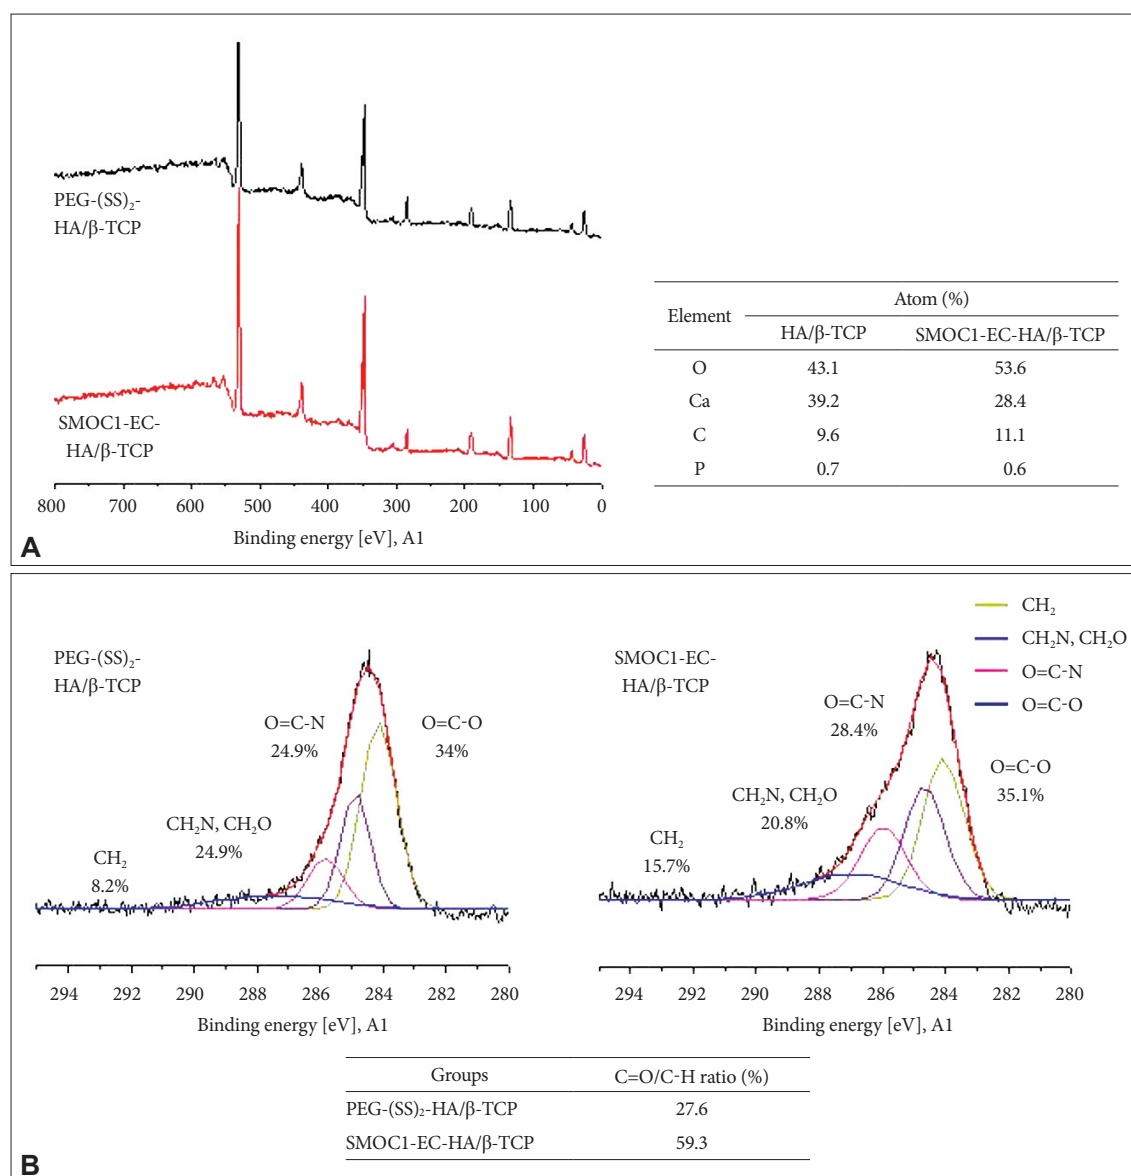 PEG-(SS)₂-
HA/β-TCP
SMOC1-EC-
HA/β-TCP
800 700 600 500 400 300 200 100 0
Binding energy [eV], A1
Element Atom (%)
HA/β-TCP SMOC1-EC-HA/β-TCP
O 43.1 53.6
Ca 39.2 28.4
C 9.6 11.1
P 0.7 0.6
A
PEG-(SS)₂-
HA/β-TCP
O=C-N
24.9%
O=C-O
34%
CH₂N, CH₂O
24.9%
CH₂
8.2%
294 292 290 288 286 284 282 280
Binding energy [eV], A1
SMOC1-EC-
HA/β-TCP
CH₂
CH₂N, CH₂O
O=C-N
O=C-O
O=C-N
28.4%
O=C-O
35.1%
CH₂N, CH₂O
20.8%
CH₂
15.7%
294 292 290 288 286 284 282 280
Binding energy [eV], A1
Groups C=O/C-H ratio (%)
PEG-(SS)₂-HA/β-TCP 27.6
SMOC1-EC-HA/β-TCP 59.3
B